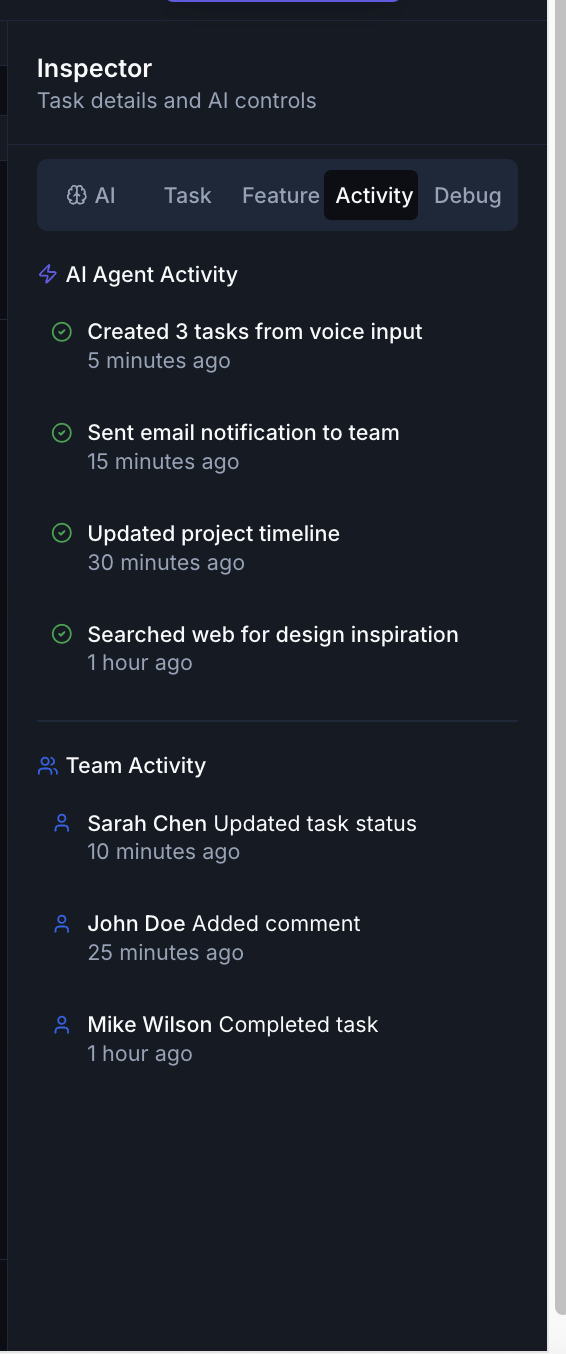 Inspector
Task details and AI controls
AI Task Feature Activity Debug
AI Agent Activity
Created 3 tasks from voice input
5 minutes ago
Sent email notification to team
15 minutes ago
Updated project timeline
30 minutes ago
Searched web for design inspiration
1 hour ago
Team Activity
Sarah Chen Updated task status
10 minutes ago
John Doe Added comment
25 minutes ago
Mike Wilson Completed task
1 hour ago